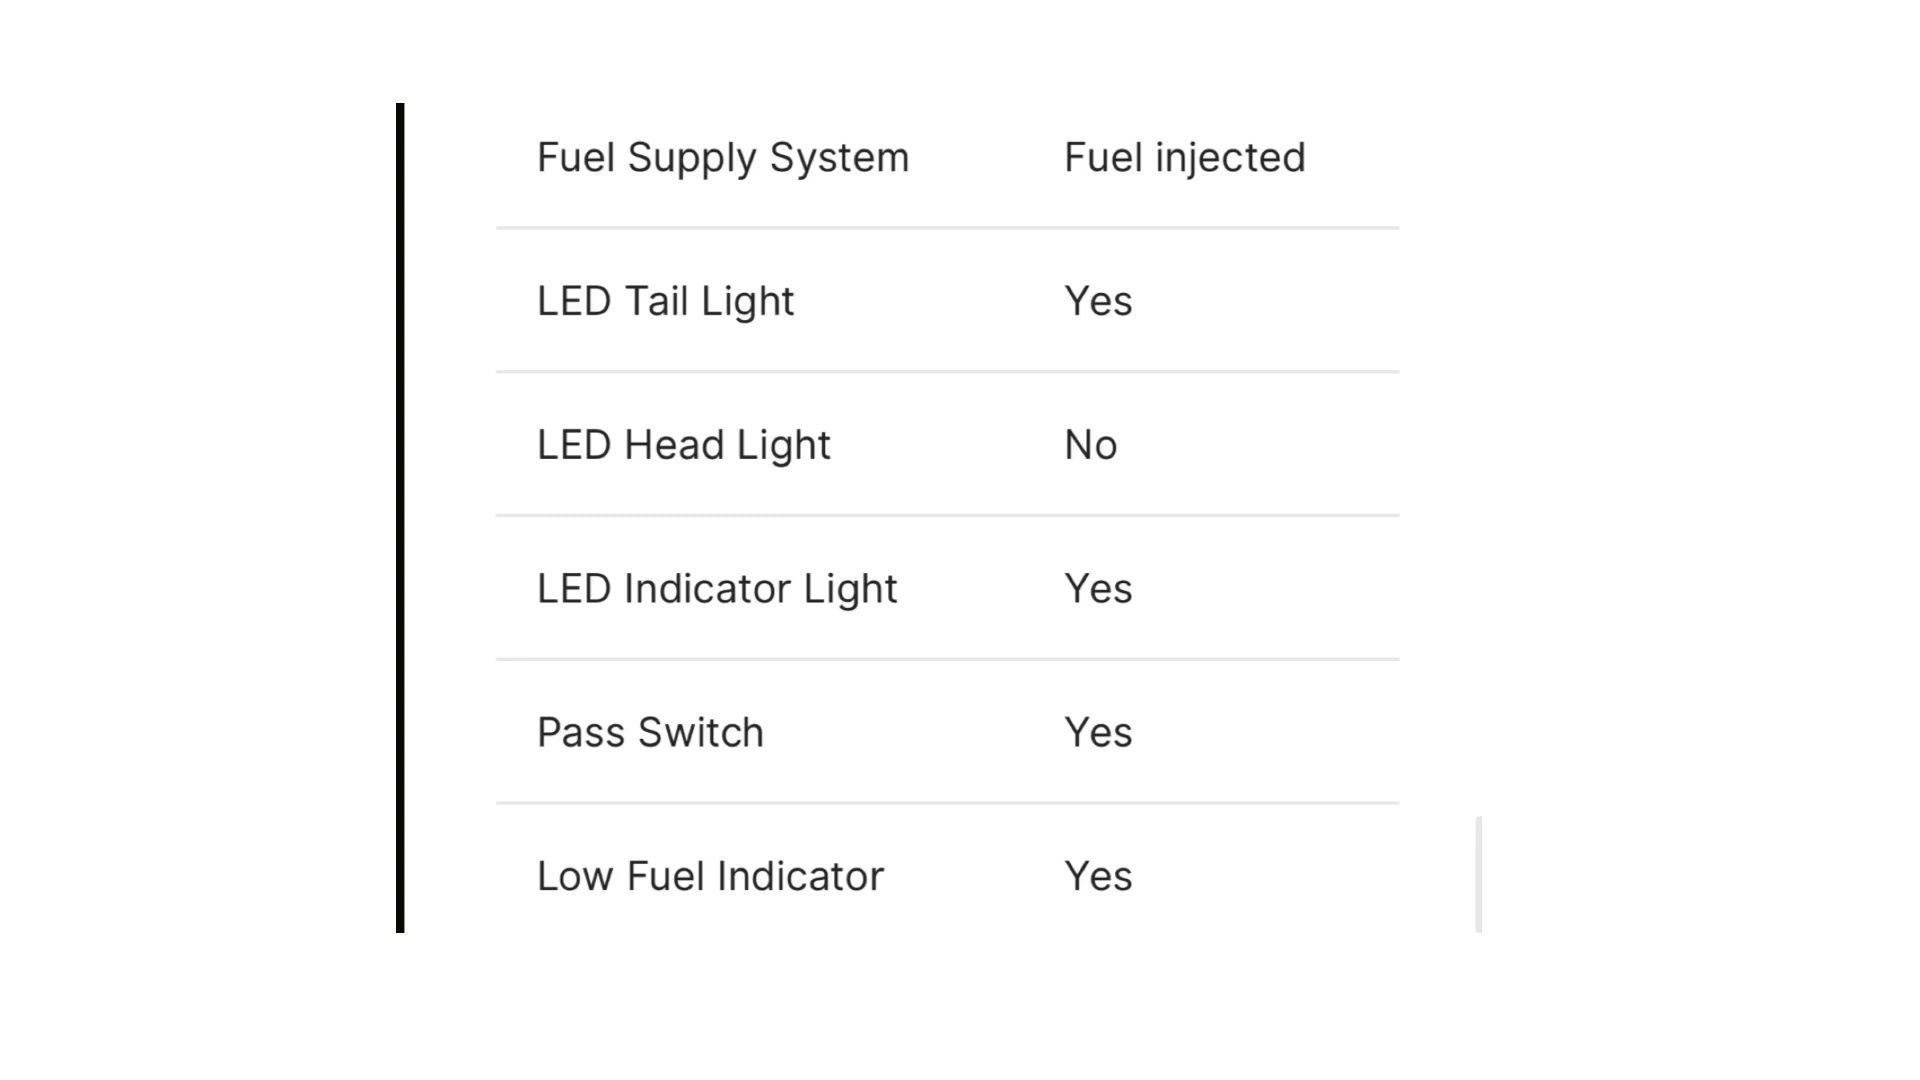 Fuel Supply System Fuel injected
LED Tail Light Yes
LED Head Light No
LED Indicator Light Yes
Pass Switch Yes
Low Fuel Indicator Yes